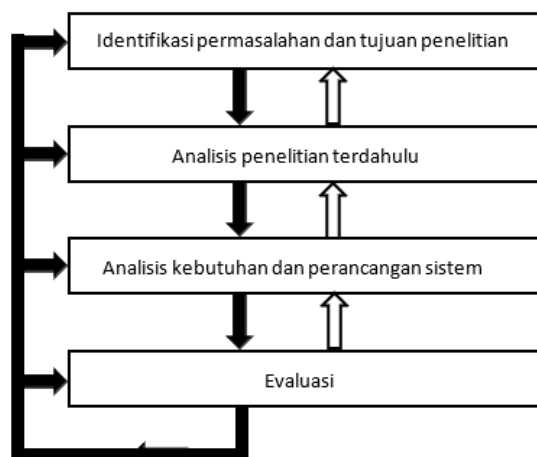 Identifikasi permasalahan dan tujuan penelitian
Analisis penelitian terdahulu
Analisis kebutuhan dan perancangan sistem
Evaluasi